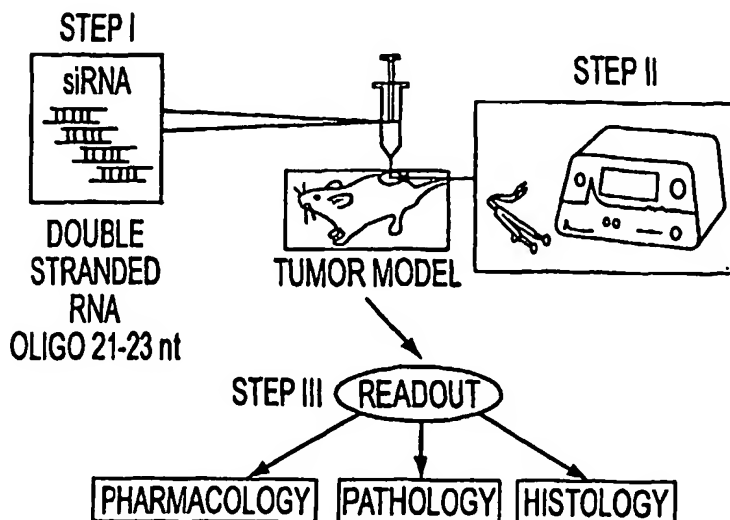 STEP I
siRNA
DOUBLE
STRANDED
RNA
OLIGO 21-23 nt
STEP II
TUMOR MODEL
STEP III
READOUT
PHARMACOLOGY
PATHOLOGY
HISTOLOGY